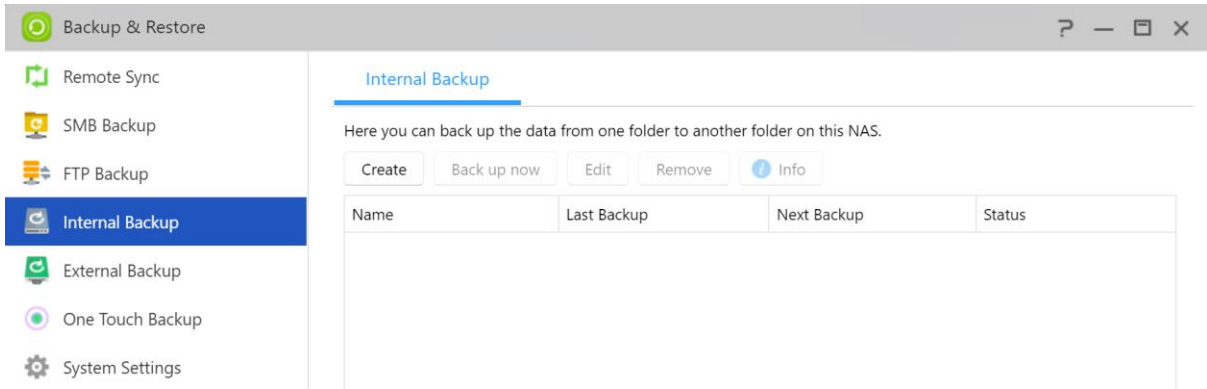 Backup & Restore
Remote Sync
SMB Backup
FTP Backup
Internal Backup
External Backup
One Touch Backup
System Settings
Internal Backup
Here you can back up the data from one folder to another folder on this NAS.
Create Back up now Edit Remove Info
Name Last Backup Next Backup Status